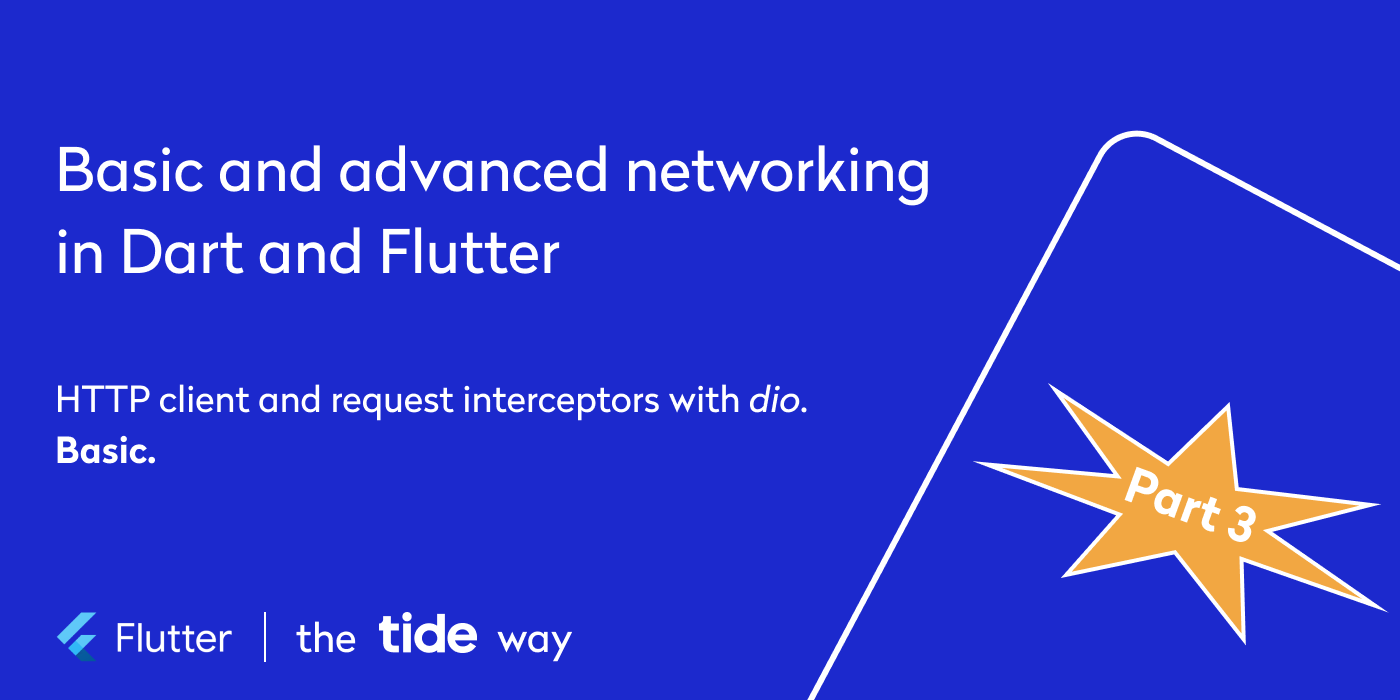 Basic and advanced networking
in Dart and Flutter
HTTP client and request interceptors with dio.
Basic.
Part 3
Flutter | the tide way